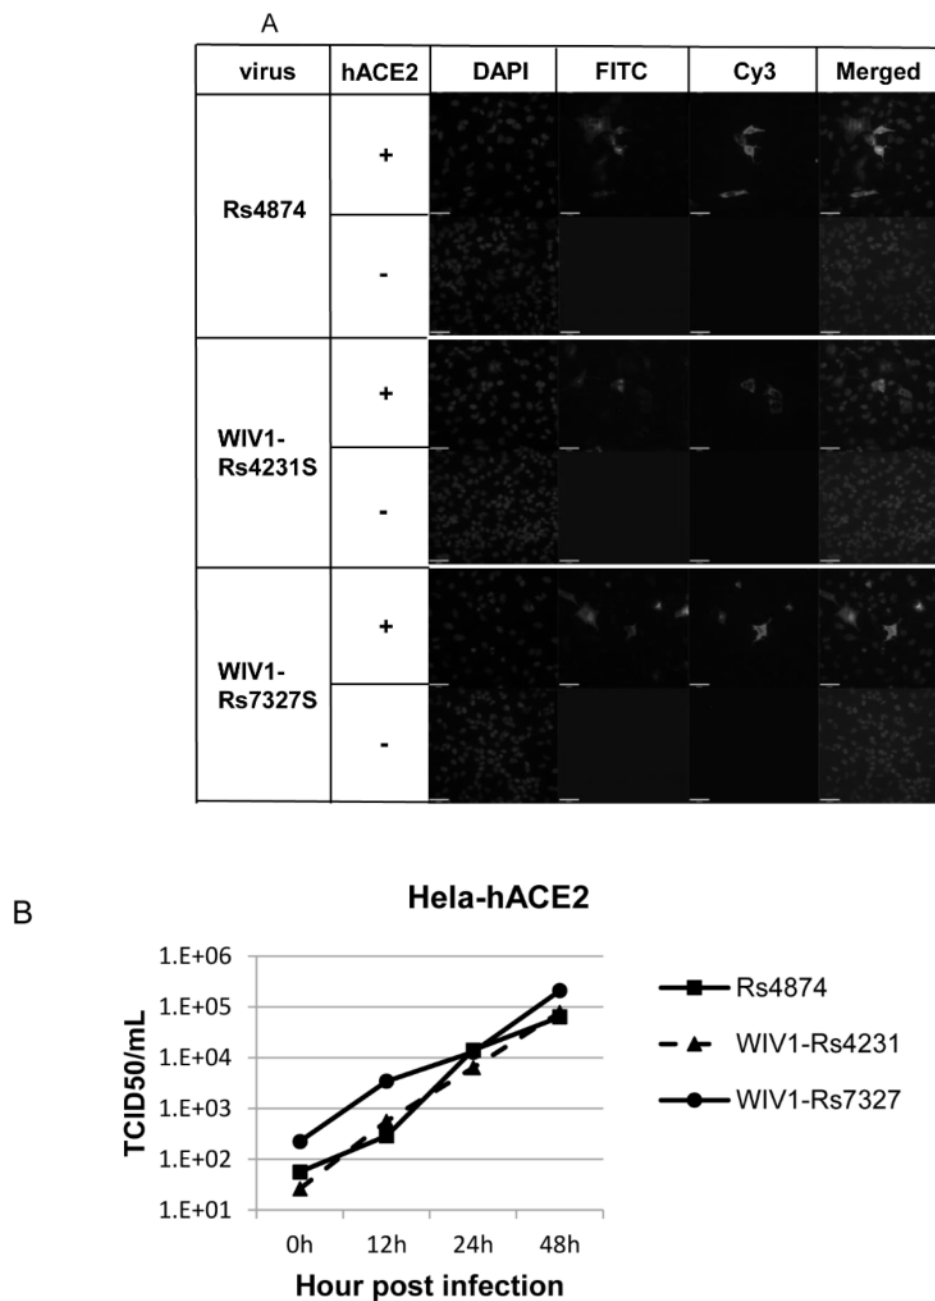 A
virus hACE2 DAPI FITC Cy3 Merged
Rs4874
+
-
WIV1-
Rs4231S
+
-
WIV1-
Rs7327S
+
-
B
Hela-hACE2
TCID50/mL
1.E+06
1.E+05
1.E+04
1.E+03
1.E+02
1.E+01
0h 12h 24h 48h
Hour post infection
Rs4874
WIV1-Rs4231
WIV1-Rs7327